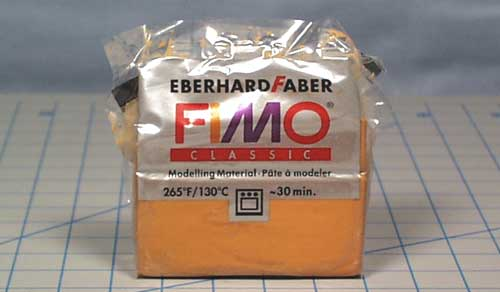 EBERHARDFABER
FIMO®
CLASSIC
Modelling Material · Pâte à modeler
265°F/130°C ~30 min.